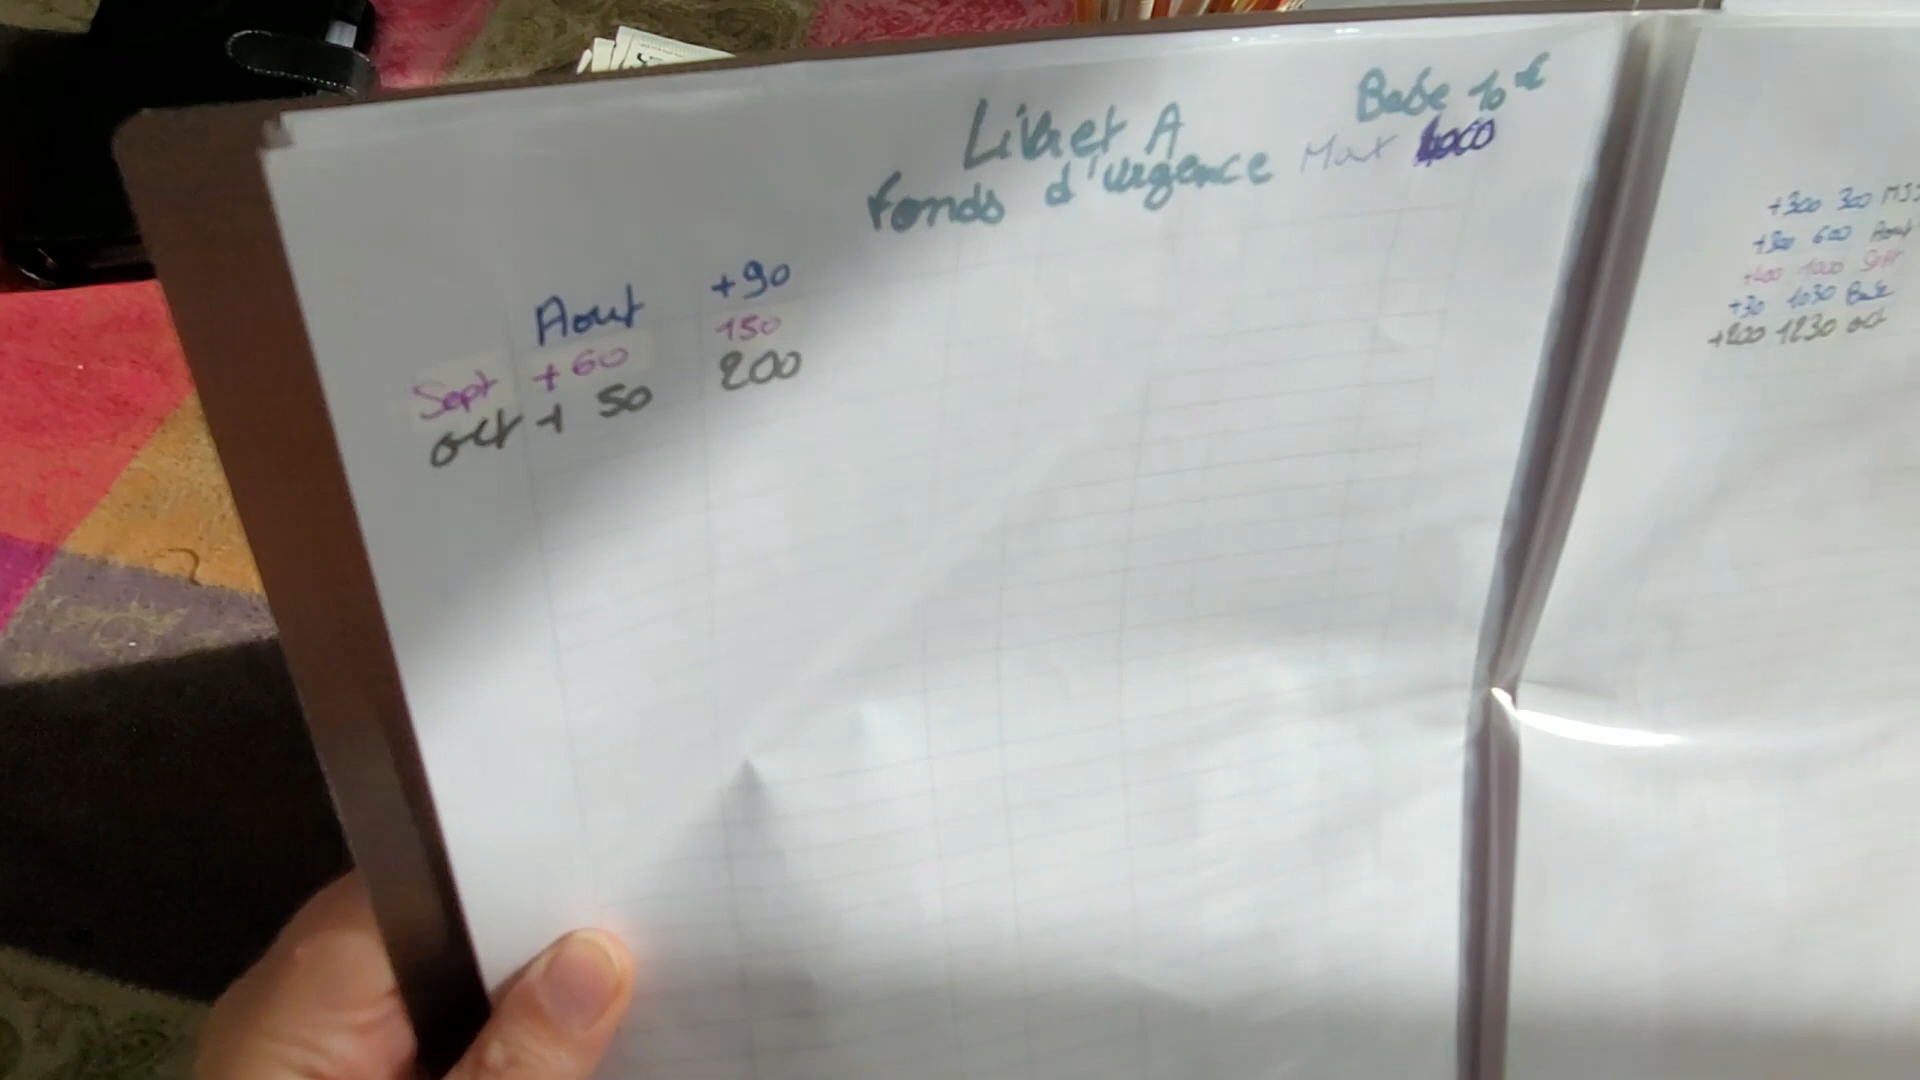 Livret A
Base 10 €
Fonds d'urgence
Max 1000
Aout +90
Sept +60 150
oct + 50 200
+300 300
+300 600 Aout
+400 1000 Sept
+30 1030 Base
+200 1230 oct